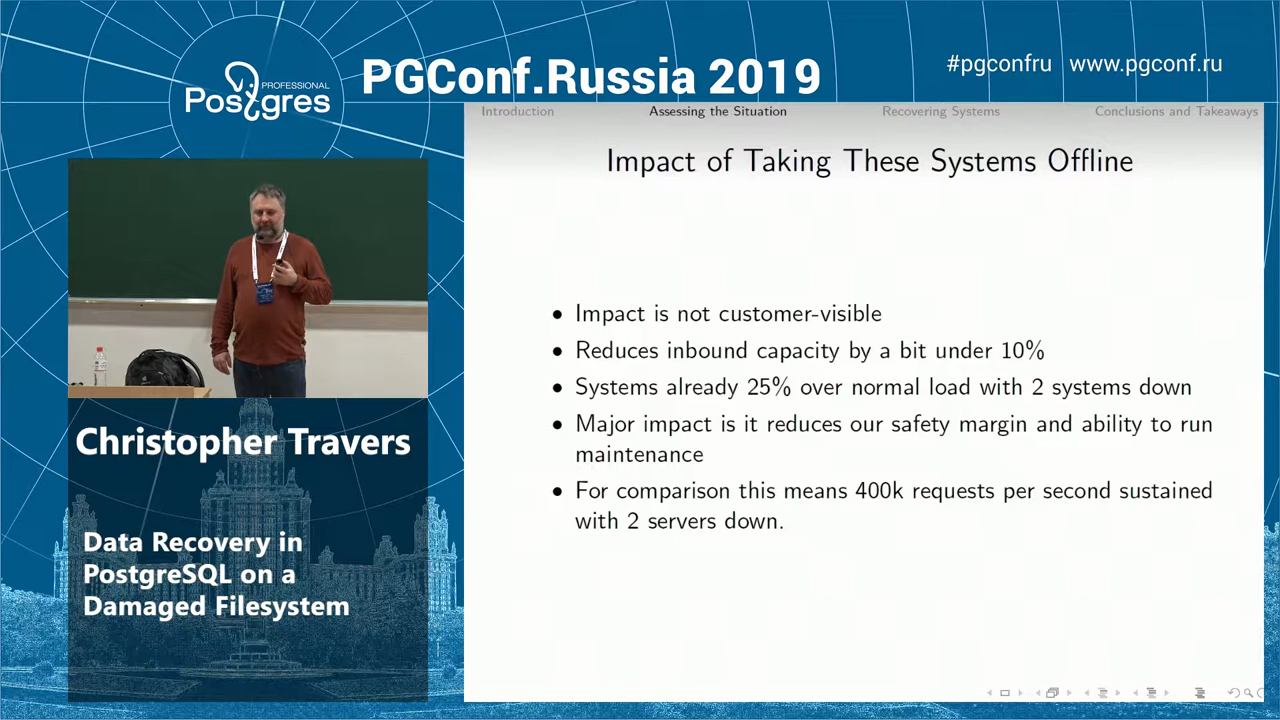 PROFESSIONAL
Postgres
PGConf.Russia 2019
#pgconfru www.pgconf.ru
Introduction Assessing the Situation Recovering Systems Conclusions and Takeaways
Impact of Taking These Systems Offline
• Impact is not customer-visible
• Reduces inbound capacity by a bit under 10%
• Systems already 25% over normal load with 2 systems down
• Major impact is it reduces our safety margin and ability to run
maintenance
• For comparison this means 400k requests per second sustained
with 2 servers down.
Christopher Travers
Data Recovery in
PostgreSQL on a
Damaged Filesystem